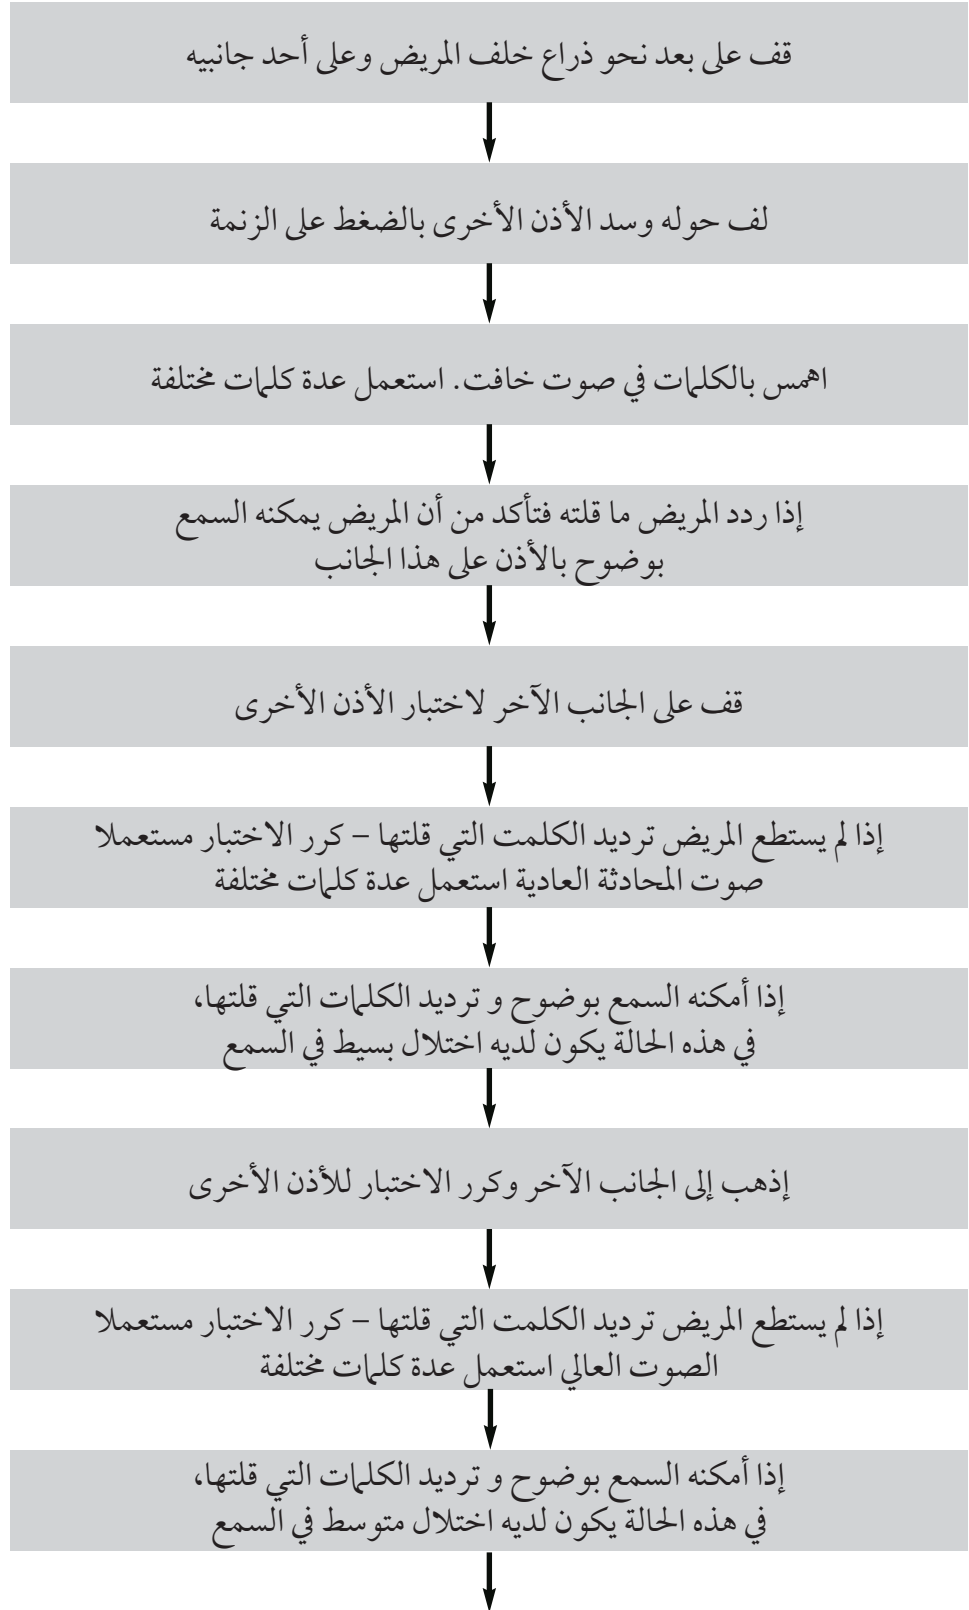 قف على بعد نحو ذراع خلف المريض وعلى أحد جانبيه
لف حوله وسد الأذن الأخرى بالضغط على الزنمة
اهمس بالكلمات في صوت خافت. استعمل عدة كلمات مختلفة
إذا ردد المريض ما قلته فتأكد من أن المريض يمكنه السمع
بوضوح بالأذن على هذا الجانب
قف على الجانب الآخر لاختبار الأذن الأخرى
إذا لم يستطع المريض ترديد الكلمت التي قلتها – كرر الاختبار مستعملا
صوت المحادثة العادية استعمل عدة كلمات مختلفة
إذا أمكنه السمع بوضوح و ترديد الكلمات التي قلتها،
في هذه الحالة يكون لديه اختلال بسيط في السمع
إذهب إلى الجانب الآخر وكرر الاختبار للأذن الأخرى
إذا لم يستطع المريض ترديد الكلمت التي قلتها – كرر الاختبار مستعملا
الصوت العالي استعمل عدة كلمات مختلفة
إذا أمكنه السمع بوضوح و ترديد الكلمات التي قلتها،
في هذه الحالة يكون لديه اختلال متوسط في السمع